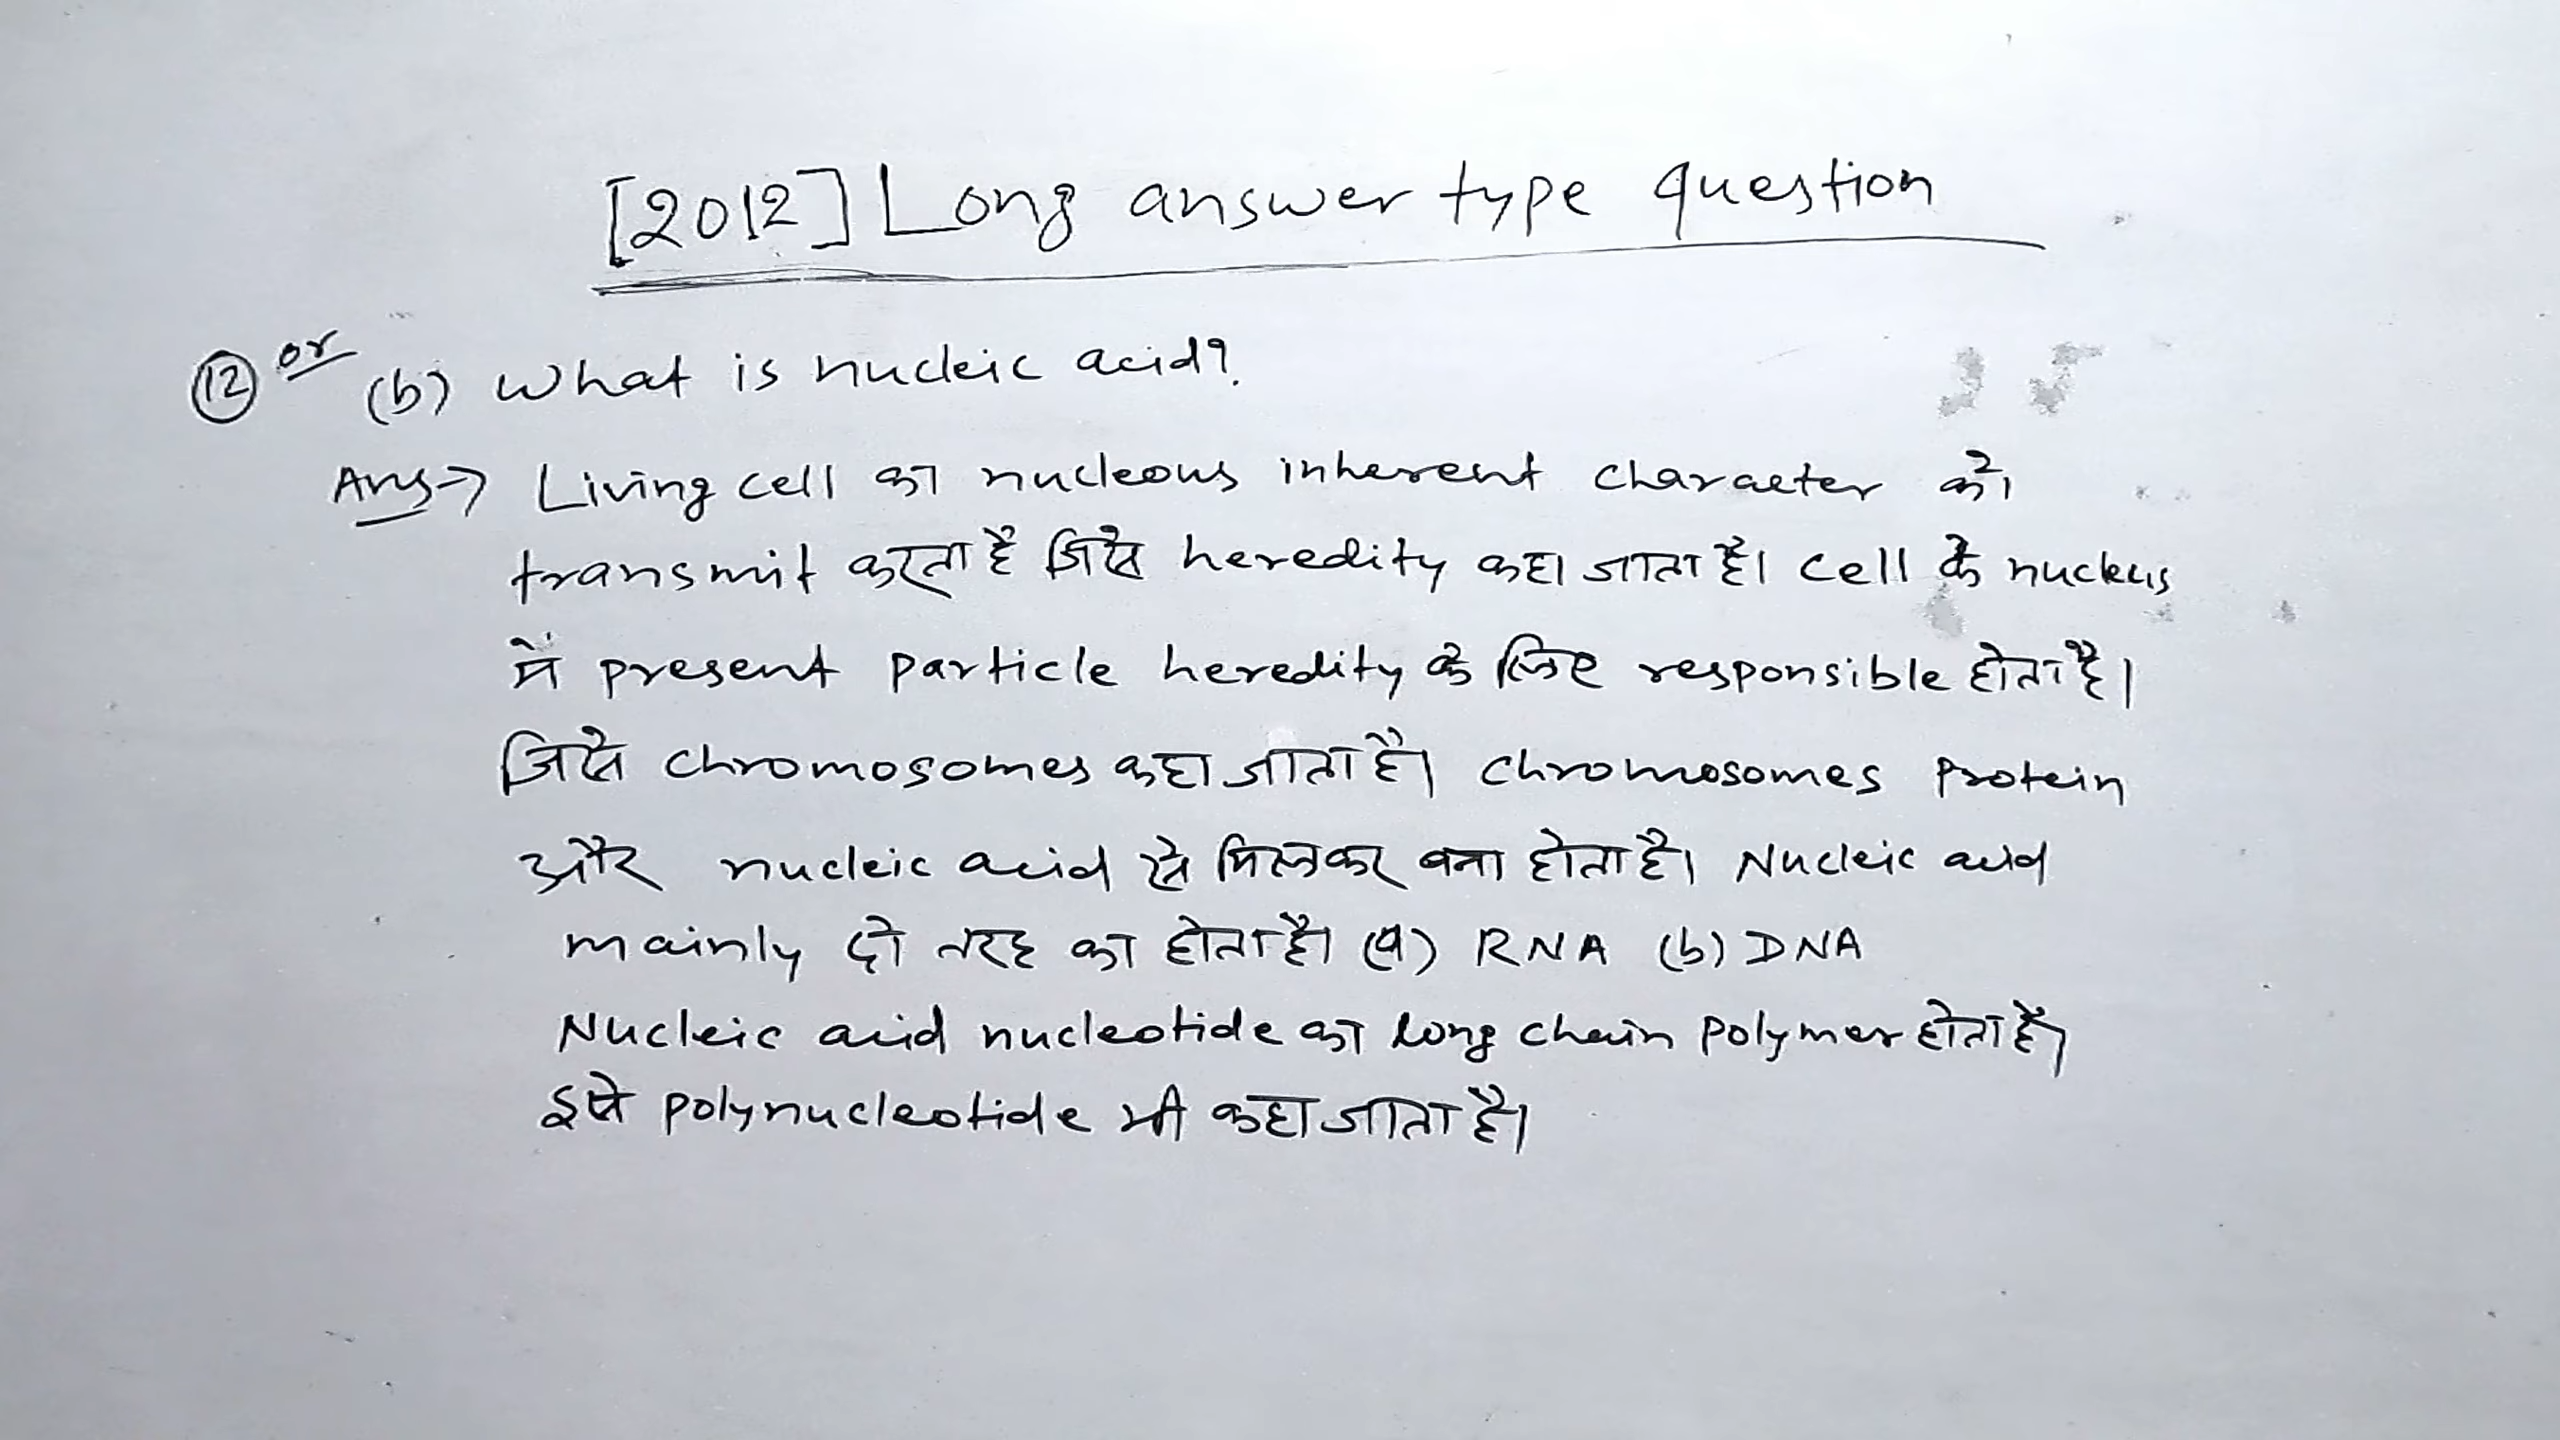 [2012] Long answer type question
(12) or (b) What is nucleic acid?
Ans→ Living cell का nucleous inherent character को
transmit करता है जिसे heredity कहा जाता है। cell के nucleus
में present particle heredity के लिए responsible होता है।
जिसे chromosomes कहा जाता है। chromosomes protein
और nucleic acid से मिलकर बना होता है। Nucleic acid
mainly दो तरह का होता है। (a) RNA (b) DNA
Nucleic acid nucleotide का long chain polymer होता है।
इसे polynucleotide भी कहा जाता है।